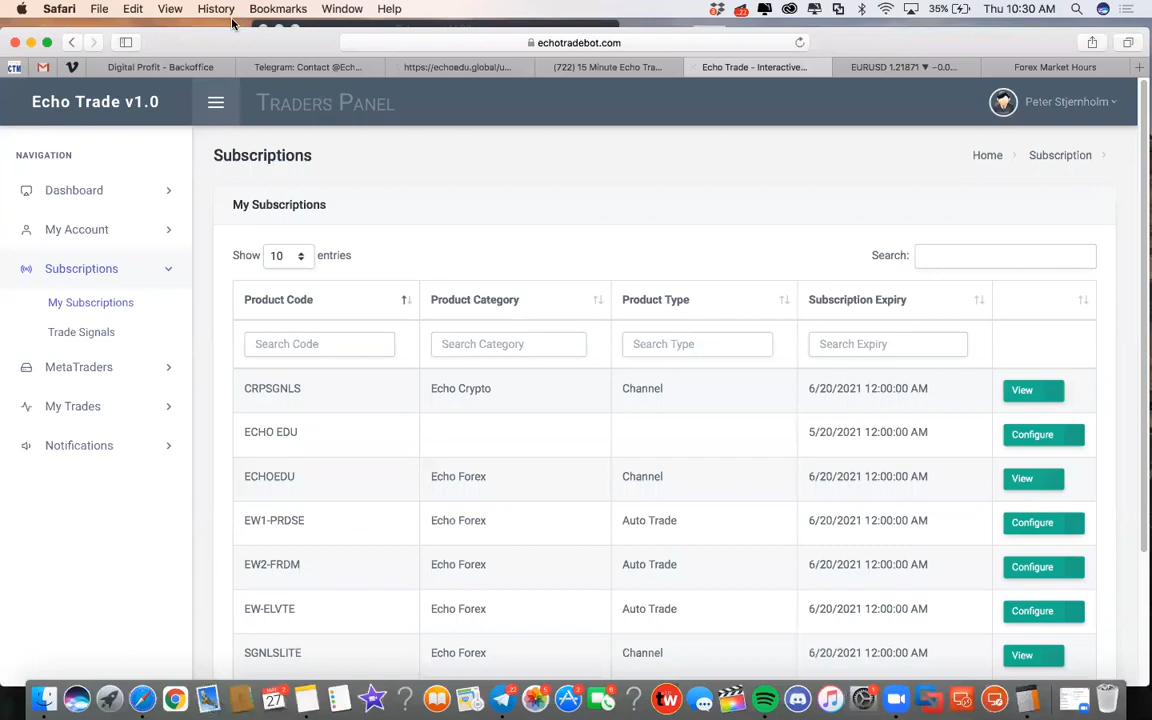 Safari File Edit View History Bookmarks Window Help 35% Thu 10:30 AM
echotradebot.com
CTM M Digital Profit - Backoffice Telegram: Contact @Ech... https://echoedu.global/u... (722) 15 Minute Echo Tra... Echo Trade - Interactive... EURUSD 1.21871 ▼ −0.0... Forex Market Hours
Echo Trade v1.0 TRADERS PANEL Peter Stjernholm
NAVIGATION
Dashboard
My Account
Subscriptions
My Subscriptions
Trade Signals
MetaTraders
My Trades
Notifications
Subscriptions
Home Subscription
My Subscriptions
Show 10 entries Search:
Product Code Product Category Product Type Subscription Expiry
Search Code Search Category Search Type Search Expiry
CRPSGNLS Echo Crypto Channel 6/20/2021 12:00:00 AM View
ECHO EDU 5/20/2021 12:00:00 AM Configure
ECHOEDU Echo Forex Channel 6/20/2021 12:00:00 AM View
EW1-PRDSE Echo Forex Auto Trade 6/20/2021 12:00:00 AM Configure
EW2-FRDM Echo Forex Auto Trade 6/20/2021 12:00:00 AM Configure
EW-ELVTE Echo Forex Auto Trade 6/20/2021 12:00:00 AM Configure
SGNLSLITE Echo Forex Channel 6/20/2021 12:00:00 AM View
MAY
27
tw